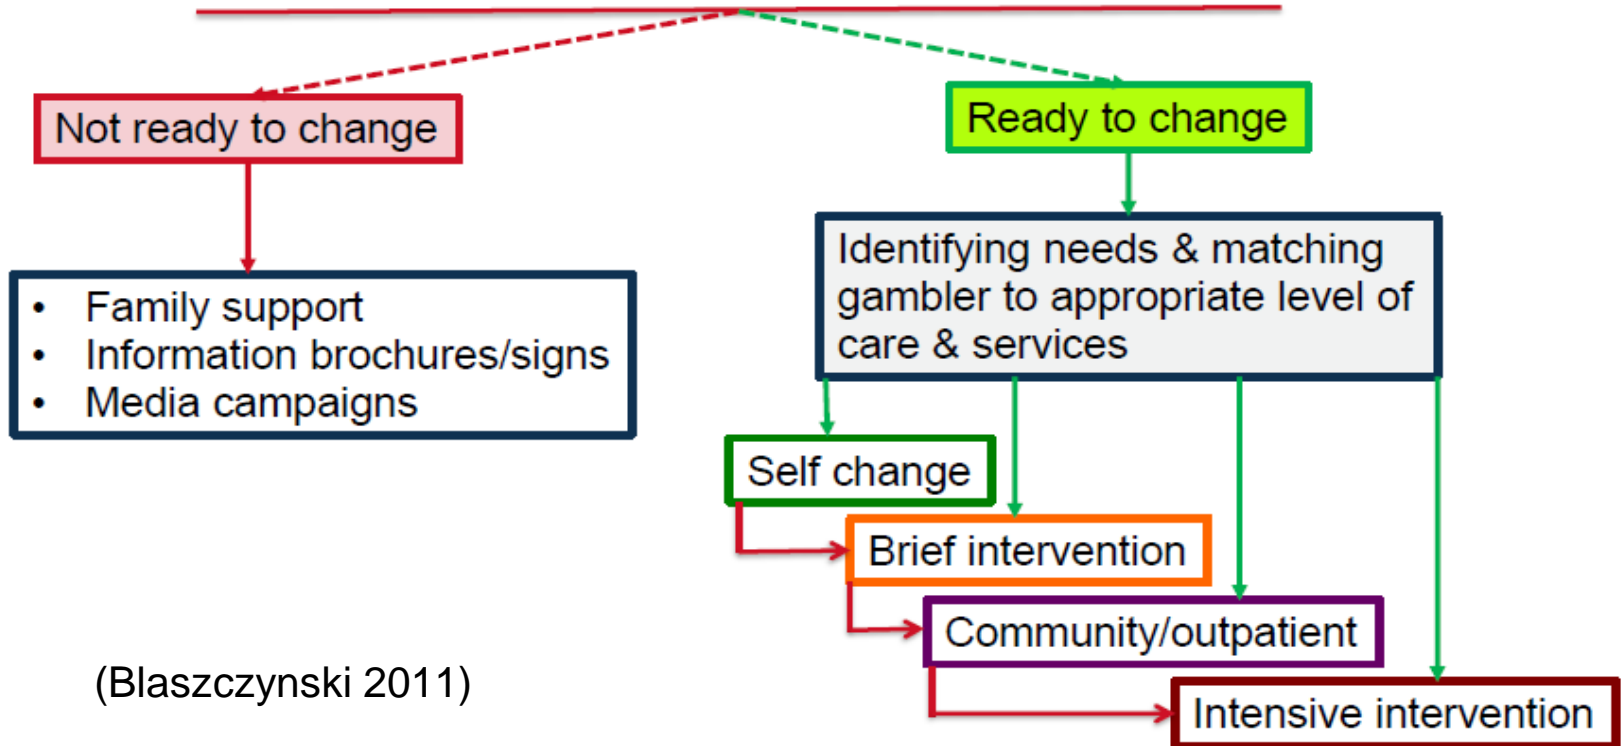 Not ready to change
Ready to change
• Family support
• Information brochures/signs
• Media campaigns
Identifying needs & matching
gambler to appropriate level of
care & services
Self change
Brief intervention
Community/outpatient
Intensive intervention
(Blaszczynski 2011)